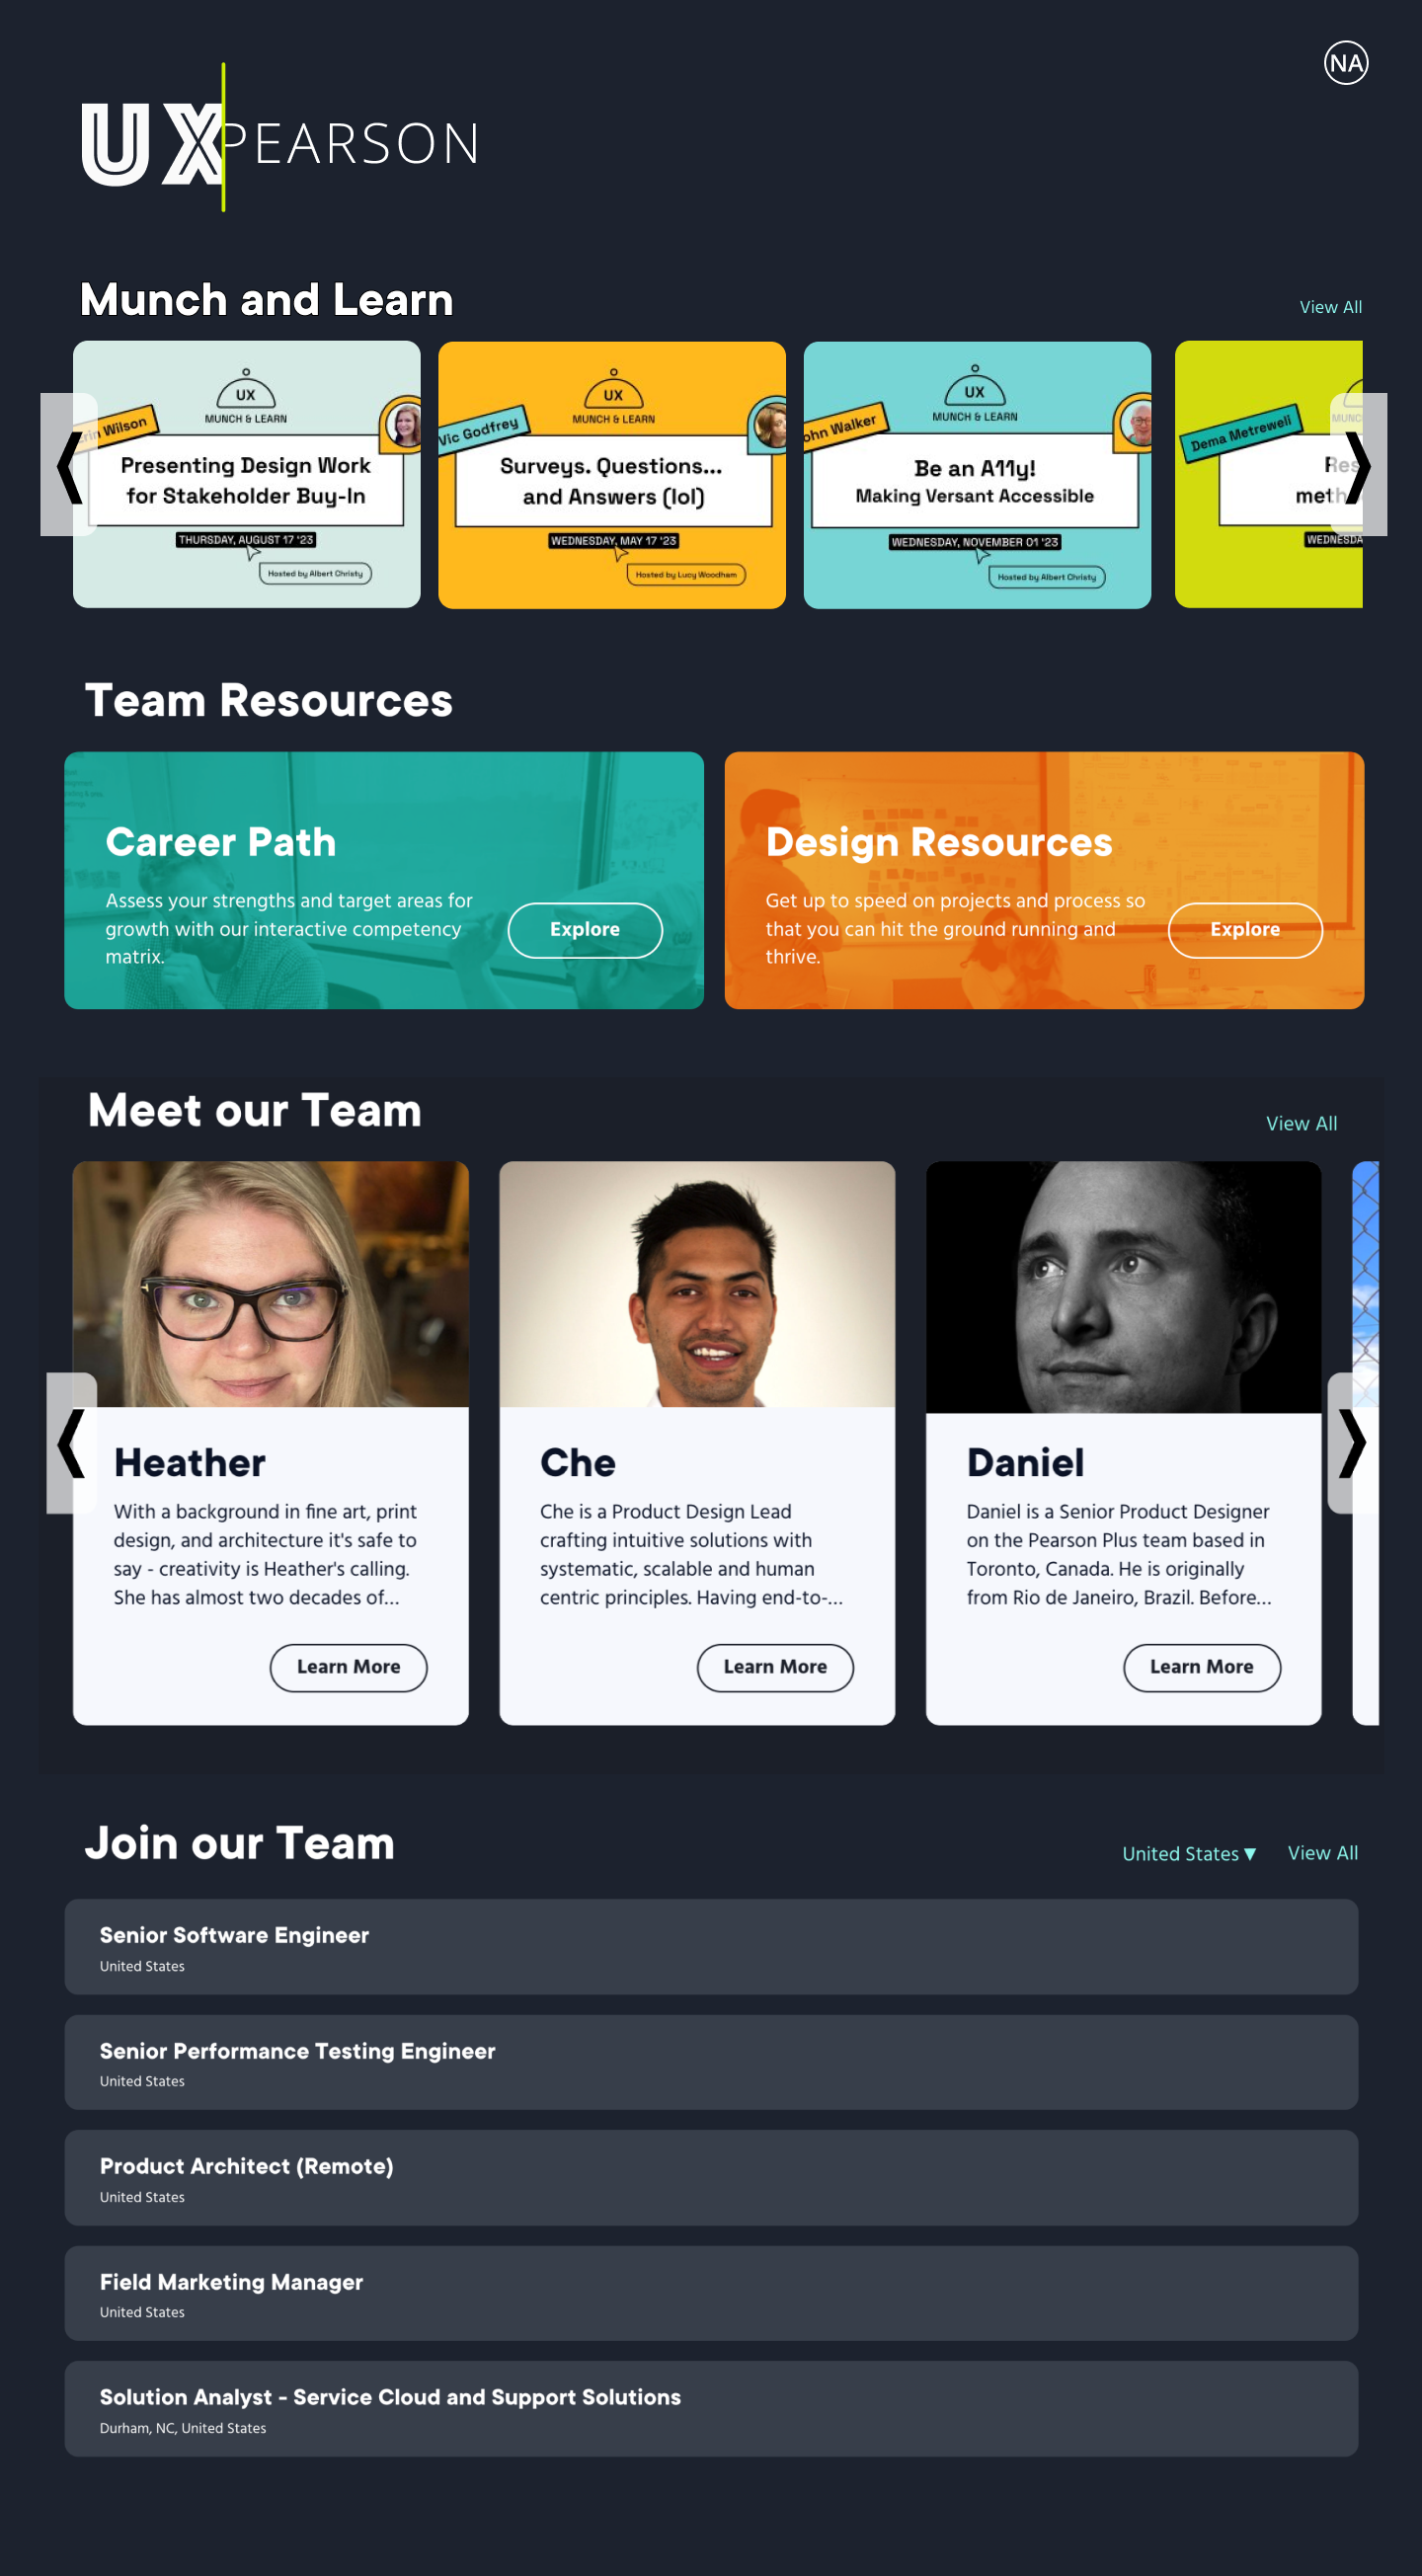 NA
UX PEARSON
Munch and Learn
View All
UX
MUNCH & LEARN
Wilson
Presenting Design Work
for Stakeholder Buy-In
THURSDAY, AUGUST 17 '23
Hosted by Albert Christy
UX
MUNCH & LEARN
Vic Godfrey
Surveys. Questions...
and Answers (lol)
WEDNESDAY, MAY 17 '23
Hosted by Lucy Woodham
UX
MUNCH & LEARN
ohn Walker
Be an A11y!
Making Versant Accessible
WEDNESDAY, NOVEMBER 01 '23
Hosted by Albert Christy
MUNC
Dema Metrewell
Res
meth
WEDNESDA
Team Resources
Career Path
Assess your strengths and target areas for
growth with our interactive competency
matrix.
Explore
Design Resources
Get up to speed on projects and process so
that you can hit the ground running and
thrive.
Explore
Meet our Team
View All
Heather
With a background in fine art, print
design, and architecture it's safe to
say - creativity is Heather's calling.
She has almost two decades of...
Learn More
Che
Che is a Product Design Lead
crafting intuitive solutions with
systematic, scalable and human
centric principles. Having end-to-...
Learn More
Daniel
Daniel is a Senior Product Designer
on the Pearson Plus team based in
Toronto, Canada. He is originally
from Rio de Janeiro, Brazil. Before...
Learn More
Join our Team
United States ▼
View All
Senior Software Engineer
United States
Senior Performance Testing Engineer
United States
Product Architect (Remote)
United States
Field Marketing Manager
United States
Solution Analyst - Service Cloud and Support Solutions
Durham, NC, United States